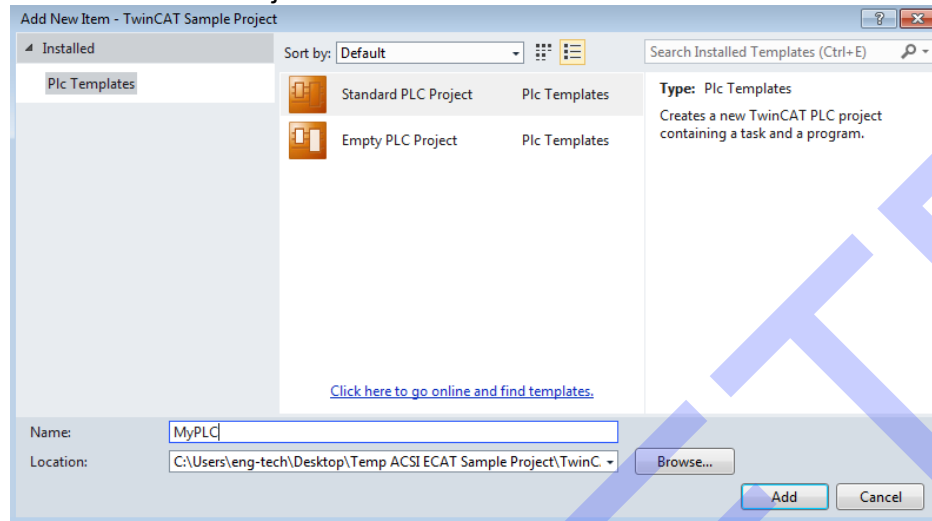 Add New Item - TwinCAT Sample Project
Installed
Sort by: Default
Search Installed Templates (Ctrl+E)
Plc Templates
Standard PLC Project Plc Templates
Empty PLC Project Plc Templates
Type: Plc Templates
Creates a new TwinCAT PLC project
containing a task and a program.
Click here to go online and find templates.
Name: MyPLC
Location: C:\Users\eng-tech\Desktop\Temp ACSI ECAT Sample Project\TwinC. Browse...
Add Cancel